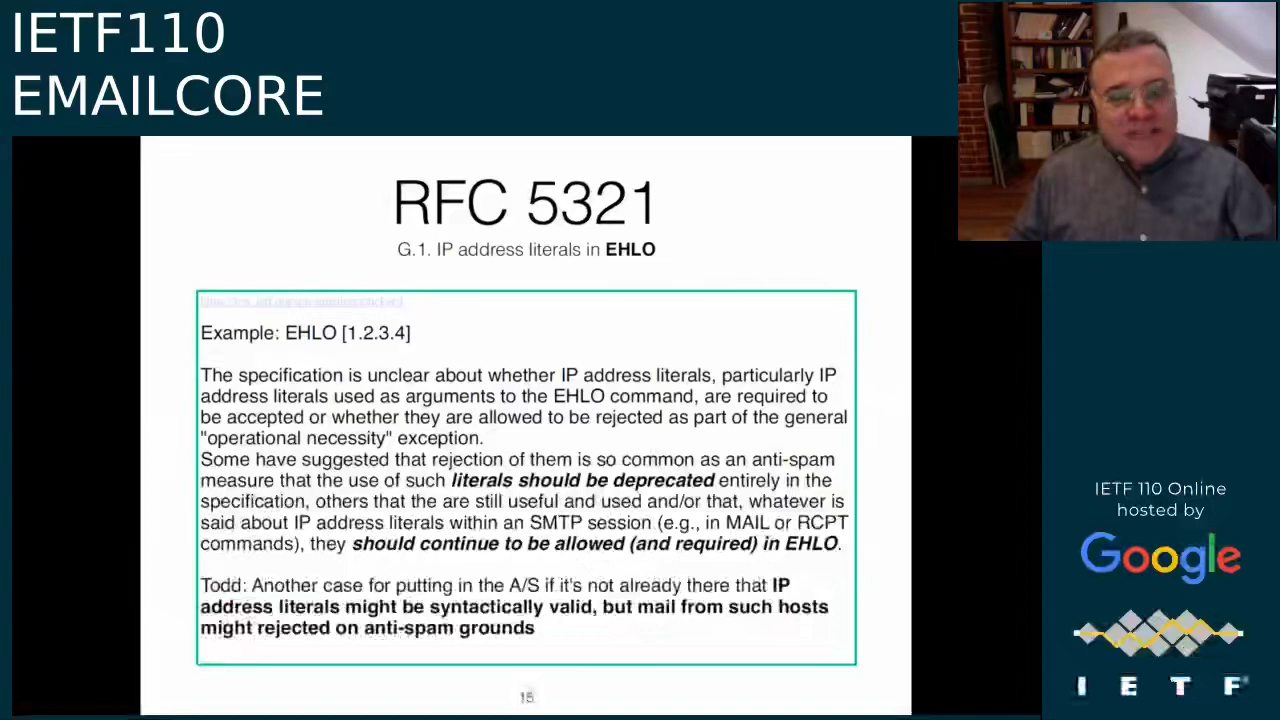 IETF110
EMAILCORE
RFC 5321
G.1. IP address literals in EHLO
Example: EHLO [1.2.3.4]
The specification is unclear about whether IP address literals, particularly IP
address literals used as arguments to the EHLO command, are required to
be accepted or whether they are allowed to be rejected as part of the general
"operational necessity" exception.
Some have suggested that rejection of them is so common as an anti-spam
measure that the use of such literals should be deprecated entirely in the
specification, others that the are still useful and used and/or that, whatever is
said about IP address literals within an SMTP session (e.g., in MAIL or RCPT
commands), they should continue to be allowed (and required) in EHLO.
Todd: Another case for putting in the A/S if it's not already there that IP
address literals might be syntactically valid, but mail from such hosts
might rejected on anti-spam grounds
15
IETF 110 Online
hosted by
Google
I E T F